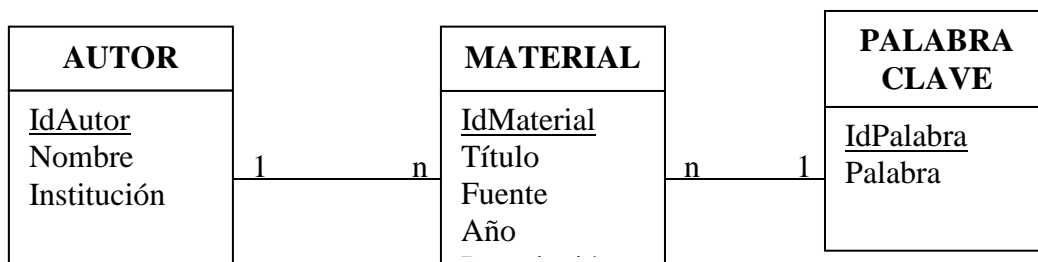 AUTOR
IdAutor
Nombre
Institución
1
n
MATERIAL
IdMaterial
Título
Fuente
Año
n
1
PALABRA
CLAVE
IdPalabra
Palabra